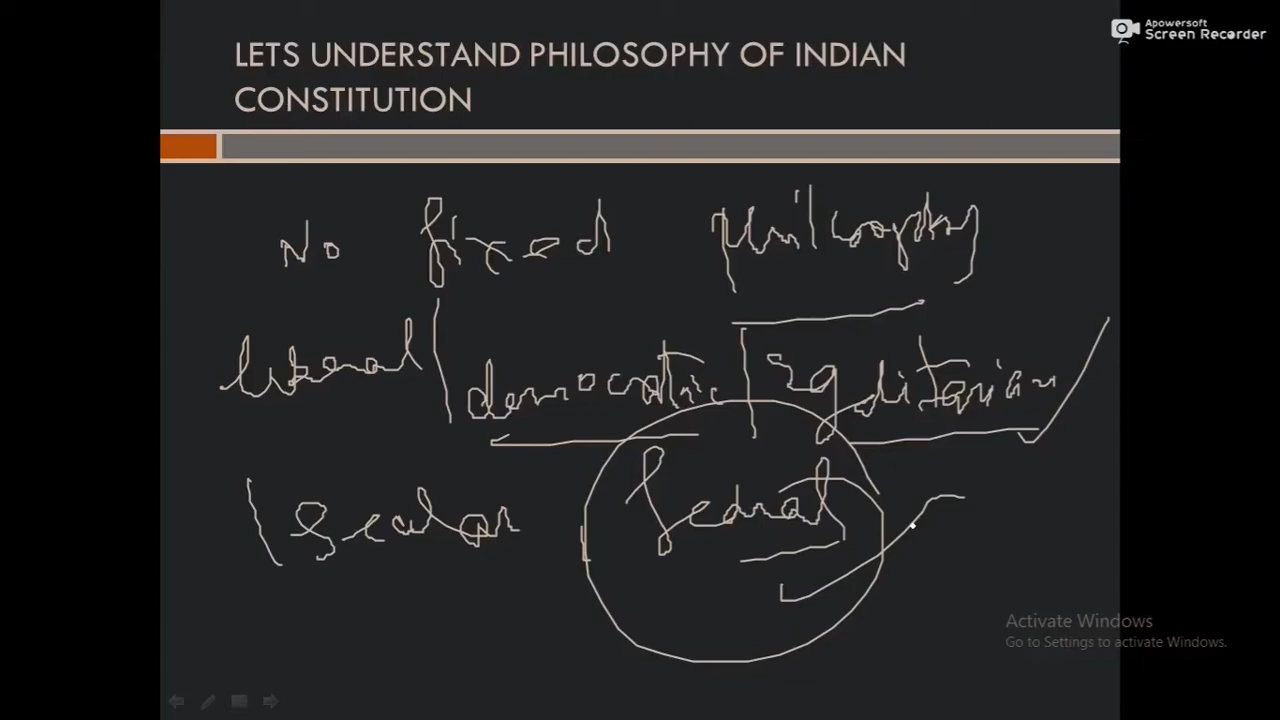 Apowersoft
Screen Recorder
LETS UNDERSTAND PHILOSOPHY OF INDIAN
CONSTITUTION
No fixed philosophy
liberal democratic egalitarian
secular federal
Activate Windows
Go to Settings to activate Windows.